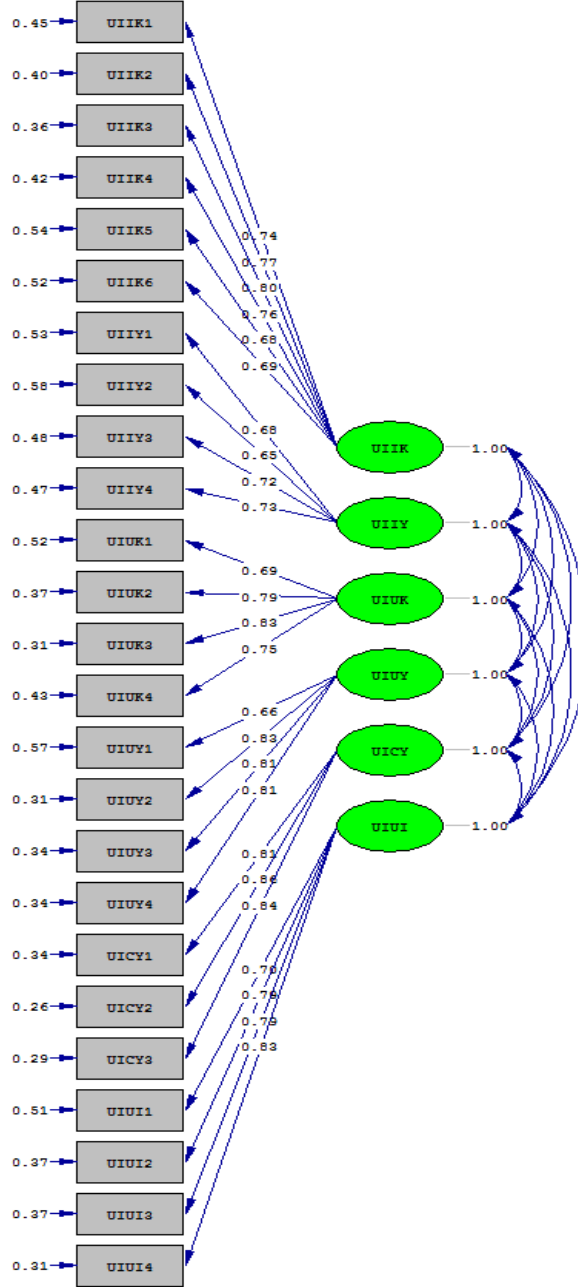 0.45 UIIK1
0.40 UIIK2
0.36 UIIK3
0.42 UIIK4
0.54 UIIK5
0.52 UIIK6
0.53 UIIY1
0.58 UIIY2
0.48 UIIY3
0.47 UIIY4
0.52 UIUK1
0.37 UIUK2
0.31 UIUK3
0.43 UIUK4
0.57 UIUY1
0.31 UIUY2
0.34 UIUY3
0.34 UIUY4
0.34 UICY1
0.26 UICY2
0.29 UICY3
0.51 UIUI1
0.37 UIUI2
0.37 UIUI3
0.31 UIUI4
0.74
0.77
0.80
0.76
0.68
0.69
0.68
0.65
0.72
0.73
0.69
0.79
0.83
0.75
0.66
0.83
0.81
0.81
0.81
0.86
0.84
0.70
0.79
0.79
0.83
UIIK 1.00
UIIY 1.00
UIUK 1.00
UIUY 1.00
UICY 1.00
UIUI 1.00